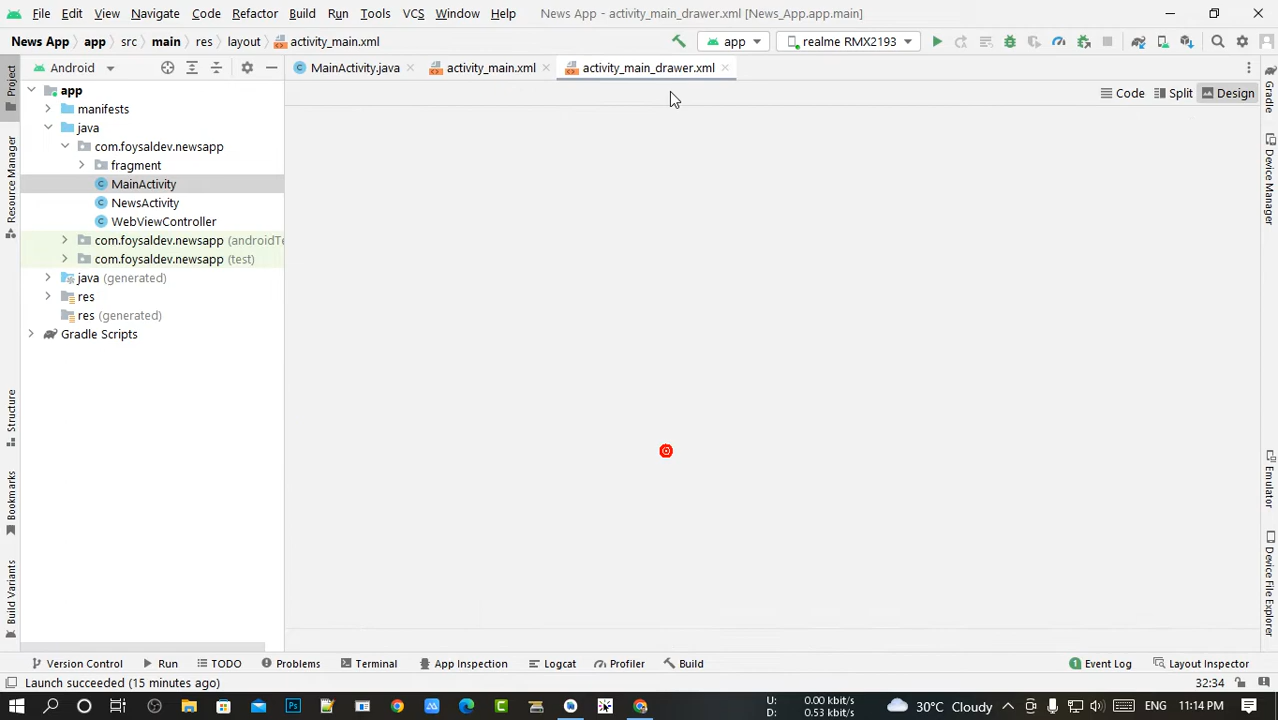 File Edit View Navigate Code Refactor Build Run Tools VCS Window Help News App - activity_main_drawer.xml [News_App.app.main]
News App app src main res layout activity_main.xml app realme RMX2193
Project Android MainActivity.java activity_main.xml activity_main_drawer.xml Gradle
Code Split Design
app
manifests
java
com.foysaldev.newsapp
fragment
MainActivity
NewsActivity
WebViewController
com.foysaldev.newsapp (androidTe
com.foysaldev.newsapp (test)
java (generated)
res
res (generated)
Gradle Scripts
Resource Manager
Structure
Bookmarks
Build Variants
Device Manager
Emulator
Device File Explorer
Version Control Run TODO Problems Terminal App Inspection Logcat Profiler Build 1 Event Log Layout Inspector
Launch succeeded (15 minutes ago) 32:34
Ps U: 0.00 kbit/s 30°C Cloudy ENG 11:14 PM
D: 0.53 kbit/s